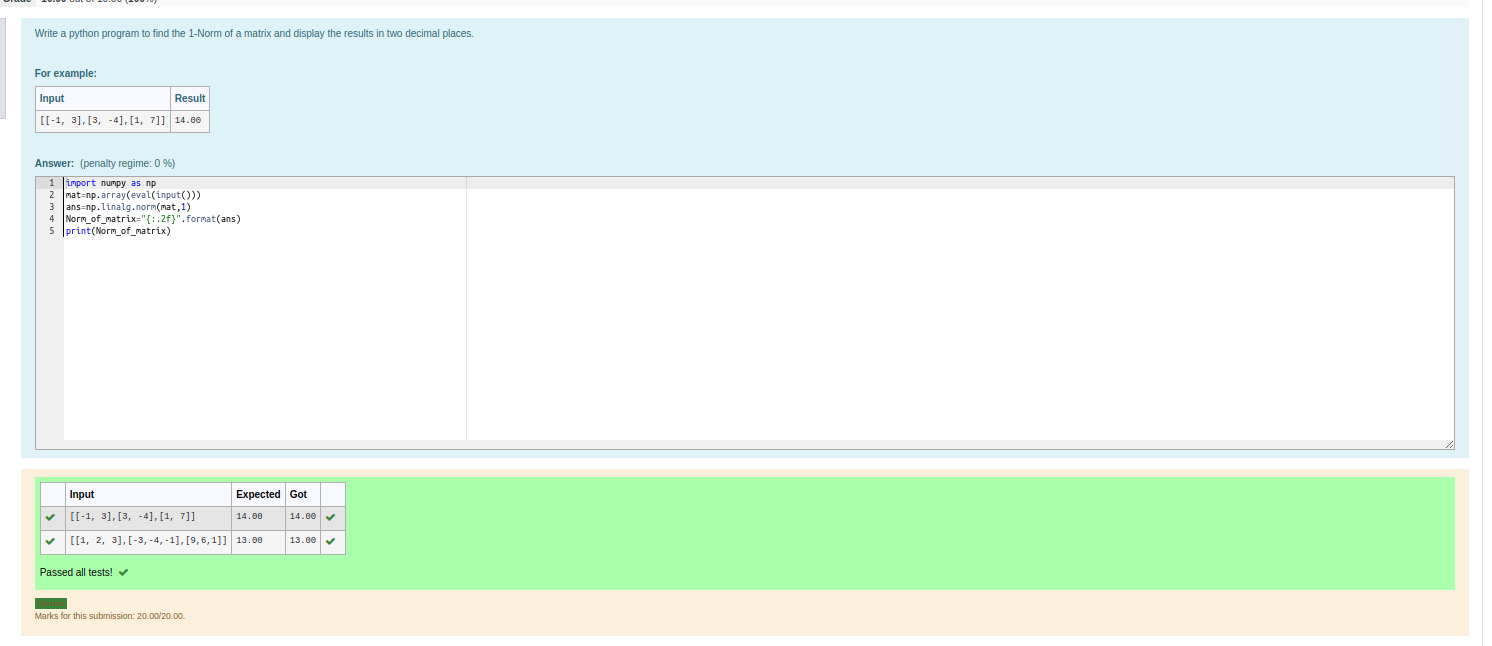 Write a python program to find the 1-Norm of a matrix and display the results in two decimal places.
For example:
Input Result
[[-1, 3],[3, -4],[1, 7]] 14.00
Answer: (penalty regime: 0 %)
1 import numpy as np
2 mat=np.array(eval(input()))
3 ans=np.linalg.norm(mat,1)
4 Norm_of_matrix="{:.2f}".format(ans)
5 print(Norm_of_matrix)
Input Expected Got
[[-1, 3],[3, -4],[1, 7]] 14.00 14.00
[[1, 2, 3],[-3,-4,-1],[9,6,1]] 13.00 13.00
Passed all tests!
Marks for this submission: 20.00/20.00.